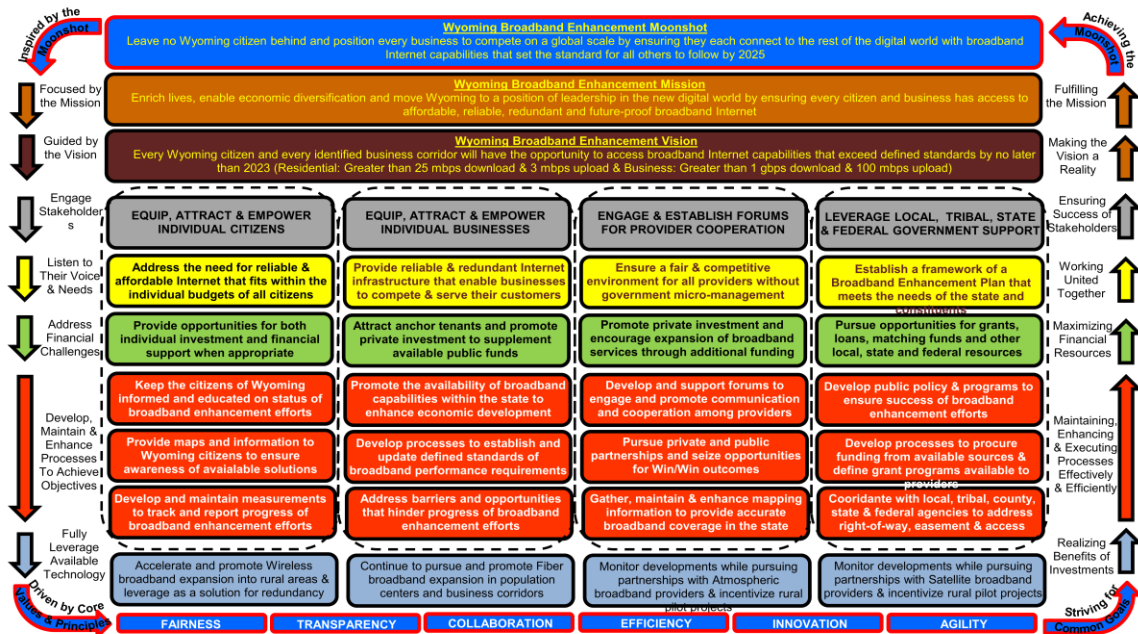 Inspired by the
Moonshot
Wyoming Broadband Enhancement Moonshot
Leave no Wyoming citizen behind and position every business to compete on a global scale by ensuring they each connect to the rest of the digital world with broadband
Internet capabilities that set the standard for all others to follow by 2025
Achieving the
Moonshot
Focused by
the Mission
Wyoming Broadband Enhancement Mission
Enrich lives, enable economic diversification and move Wyoming to a position of leadership in the new digital world by ensuring every citizen and business has access to
affordable, reliable, redundant and future-proof broadband Internet
Fulfilling
the Mission
Guided by
the Vision
Wyoming Broadband Enhancement Vision
Every Wyoming citizen and every identified business corridor will have the opportunity to access broadband Internet capabilities that exceed defined standards by no later
than 2023 (Residential: Greater than 25 mbps download & 3 mbps upload & Business: Greater than 1 gbps download & 100 mbps upload)
Making the
Vision a
Reality
Engage
Stakeholder
s
EQUIP, ATTRACT & EMPOWER
INDIVIDUAL CITIZENS
EQUIP, ATTRACT & EMPOWER
INDIVIDUAL BUSINESSES
ENGAGE & ESTABLISH FORUMS
FOR PROVIDER COOPERATION
LEVERAGE LOCAL, TRIBAL, STATE
& FEDERAL GOVERNMENT SUPPORT
Ensuring
Success of
Stakeholders
Listen to
Their Voice
& Needs
Address the need for reliable &
affordable Internet that fits within the
individual budgets of all citizens
Provide reliable & redundant Internet
infrastructure that enable businesses
to compete & serve their customers
Ensure a fair & competitive
environment for all providers without
government micro-management
Establish a framework of a
Broadband Enhancement Plan that
meets the needs of the state and
constituents
Working
United
Together
Address
Financial
Challenges
Provide opportunities for both
individual investment and financial
support when appropriate
Attract anchor tenants and promote
private investment to supplement
available public funds
Promote private investment and
encourage expansion of broadband
services through additional funding
Pursue opportunities for grants,
loans, matching funds and other
local, state and federal resources
Maximizing
Financial
Resources
Develop,
Maintain &
Enhance
Processes
To Achieve
Objectives
Keep the citizens of Wyoming
informed and educated on status of
broadband enhancement efforts
Promote the availability of broadband
capabilities within the state to
enhance economic development
Develop and support forums to
engage and promote communication
and cooperation among providers
Develop public policy & programs to
ensure success of broadband
enhancement efforts
Provide maps and information to
Wyoming citizens to ensure
awareness of avaialable solutions
Develop processes to establish and
update defined standards of
broadband performance requirements
Pursue private and public
partnerships and seize opportunities
for Win/Win outcomes
Develop processes to procure
funding from available sources &
define grant programs available to
providers
Develop and maintain measurements
to track and report progress of
broadband enhancement efforts
Address barriers and opportunities
that hinder progress of broadband
enhancement efforts
Gather, maintain & enhance mapping
information to provide accurate
broadband coverage in the state
Cooridante with local, tribal, county,
state & federal agencies to address
right-of-way, easement & access
Maintaining,
Enhancing
& Executing
Processes
Effectively
& Efficiently
Fully
Leverage
Available
Technology
Accelerate and promote Wireless
broadband expansion into rural areas &
leverage as a solution for redundancy
Continue to pursue and promote Fiber
broadband expansion in population
centers and business corridors
Monitor developments while pursuing
partnerships with Atmospheric
broadband providers & incentivize rural
pilot projects
Monitor developments while pursuing
partnerships with Satellite broadband
providers & incentivize rural pilot projects
Realizing
Benefits of
Investments
Driven by Core
Values & Principles
FAIRNESS
TRANSPARENCY
COLLABORATION
EFFICIENCY
INNOVATION
AGILITY
Striving for
Common Goals